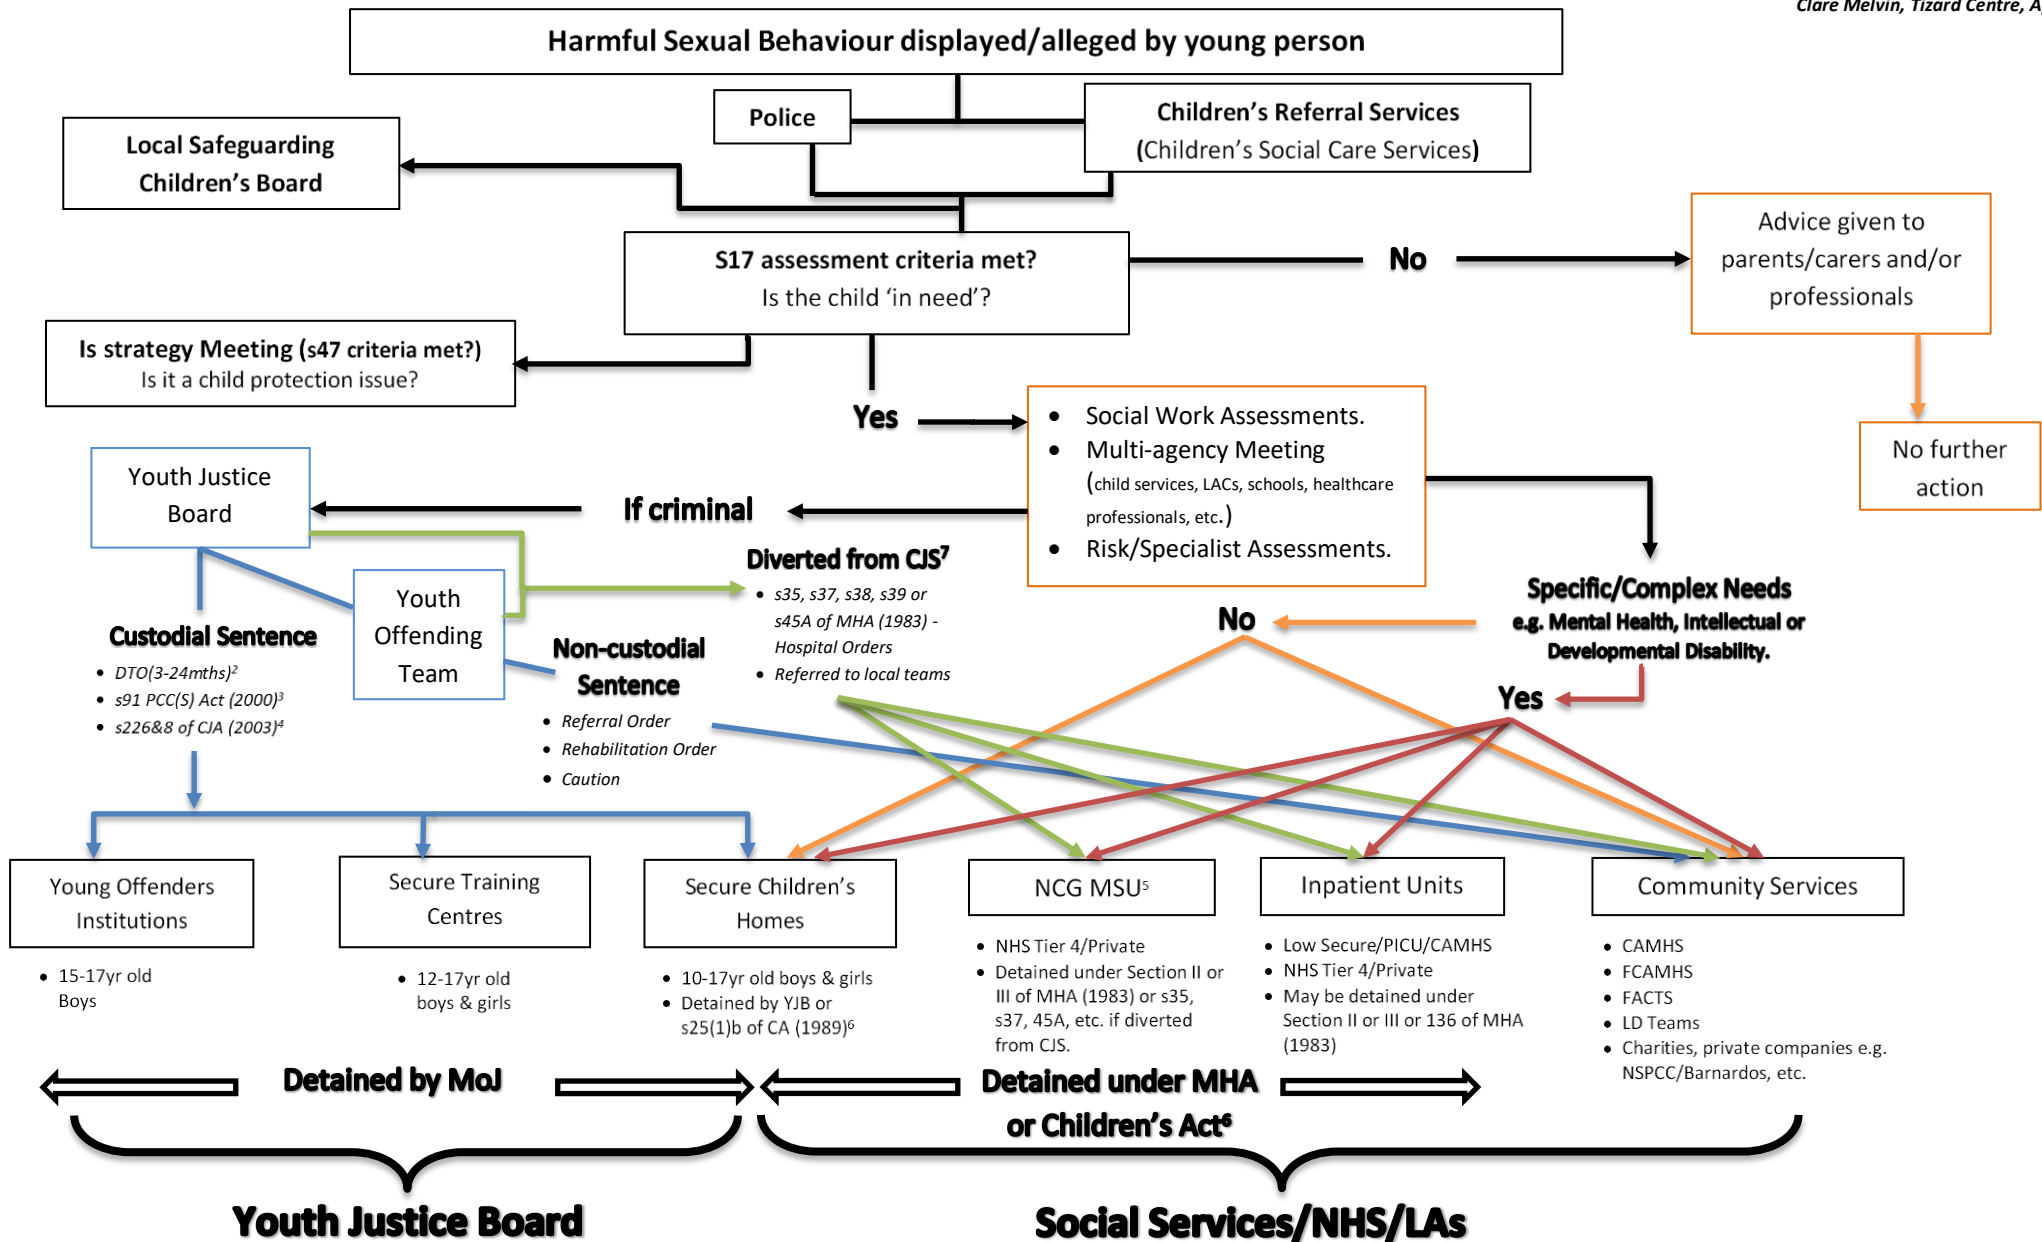 Clare Melvin, Tizard Centre,
Harmful Sexual Behaviour displayed/alleged by young person
Police
Children's Referral Services
(Children's Social Care Services)
Local Safeguarding
Children's Board
S17 assessment criteria met?
Is the child 'in need'?
No
Advice given to
parents/carers and/or
professionals
Is strategy Meeting (s47 criteria met?)
Is it a child protection issue?
Yes
• Social Work Assessments.
• Multi-agency Meeting
(child services, LACs, schools, healthcare
professionals, etc.)
• Risk/Specialist Assessments.
No further
action
Youth Justice
Board
If criminal
Diverted from CJS⁷
• s35, s37, s38, s39 or
s45A of MHA (1983) -
Hospital Orders
• Referred to local teams
Youth
Offending
Team
Specific/Complex Needs
e.g. Mental Health, Intellectual or
Developmental Disability.
No
Yes
Custodial Sentence
• DTO(3-24mths)²
• s91 PCC(S) Act (2000)³
• s226&8 of CJA (2003)⁴
Non-custodial
Sentence
• Referral Order
• Rehabilitation Order
• Caution
Young Offenders
Institutions
• 15-17yr old
Boys
Secure Training
Centres
• 12-17yr old
boys & girls
Secure Children's
Homes
• 10-17yr old boys & girls
• Detained by YJB or
s25(1)b of CA (1989)⁶
NCG MSU⁵
• NHS Tier 4/Private
• Detained under Section II or
III of MHA (1983) or s35,
s37, 45A, etc. if diverted
from CJS.
Inpatient Units
• Low Secure/PICU/CAMHS
• NHS Tier 4/Private
• May be detained under
Section II or III or 136 of MHA
(1983)
Community Services
• CAMHS
• FCAMHS
• FACTS
• LD Teams
• Charities, private companies e.g.
NSPCC/Barnardos, etc.
Detained by MoJ
Detained under MHA
or Children's Act⁶
Youth Justice Board
Social Services/NHS/LAs